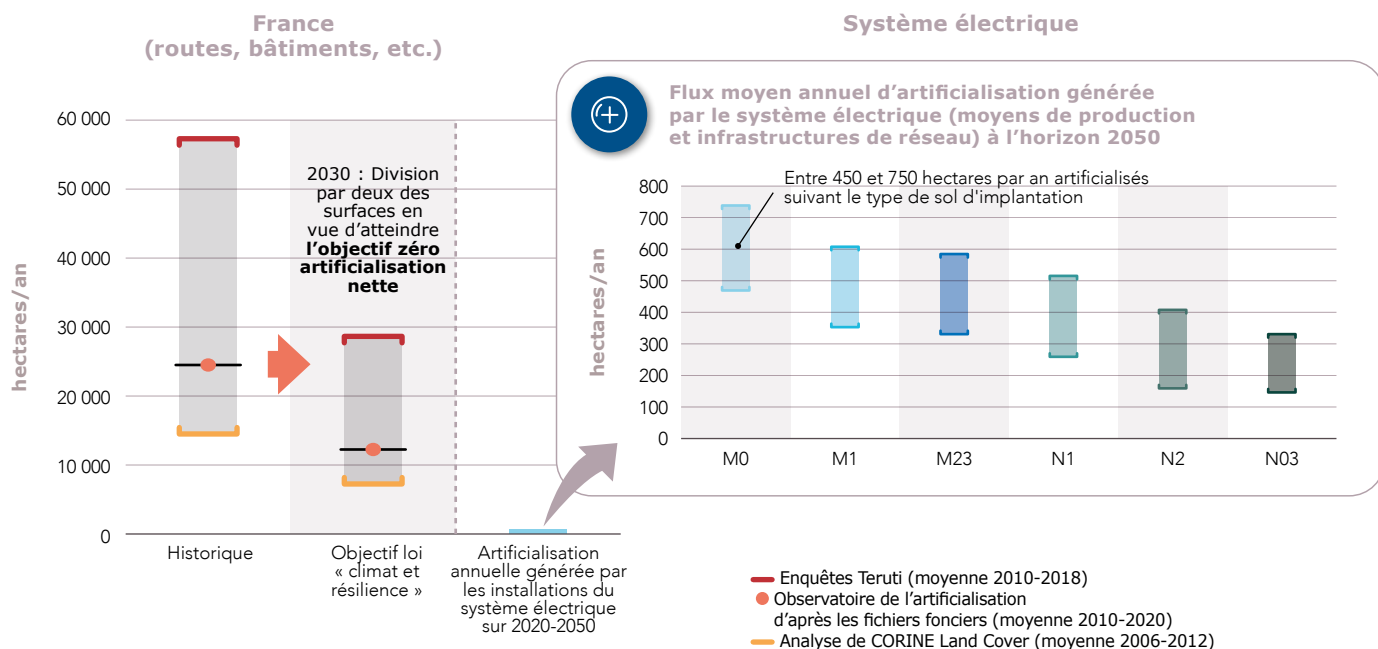 France
(routes, bâtiments, etc.)
hectares/an
60 000
50 000
40 000
30 000
20 000
10 000
0
2030 : Division
par deux des
surfaces en
vue d'atteindre
l'objectif zéro
artificialisation
nette
Historique
Objectif loi
« climat et
résilience »
Artificialisation
annuelle générée par
les installations du
système électrique
sur 2020-2050
Système électrique
Flux moyen annuel d'artificialisation générée
par le système électrique (moyens de production
et infrastructures de réseau) à l'horizon 2050
Entre 450 et 750 hectares par an artificialisés
suivant le type de sol d'implantation
hectares/an
800
700
600
500
400
300
200
100
0
M0
M1
M23
N1
N2
N03
Enquêtes Teruti (moyenne 2010-2018)
Observatoire de l'artificialisation
d'après les fichiers fonciers (moyenne 2010-2020)
Analyse de CORINE Land Cover (moyenne 2006-2012)